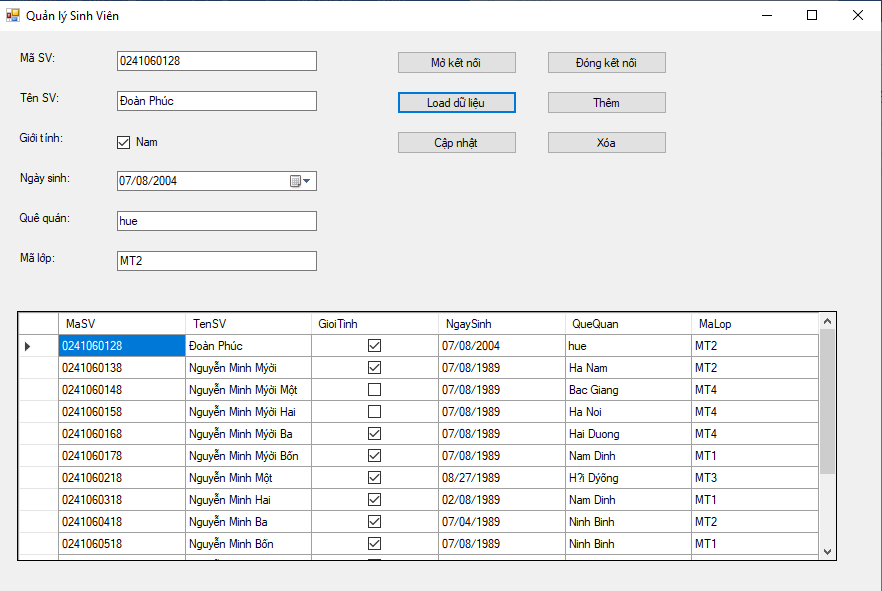 Quản lý Sinh Viên
Mã SV: 0241060128 Mở kết nối Đóng kết nối
Tên SV: Đoàn Phúc Load dữ liệu Thêm
Giới tính: Nam Cập nhật Xóa
Ngày sinh: 07/08/2004
Quê quán: hue
Mã lớp: MT2
MaSV TenSV GioiTinh NgaySinh QueQuan MaLop
0241060128 Đoàn Phúc 07/08/2004 hue MT2
0241060138 Nguyễn Minh Mýời 07/08/1989 Ha Nam MT2
0241060148 Nguyễn Minh Mýời Một 07/08/1989 Bac Giang MT4
0241060158 Nguyễn Minh Mýời Hai 07/08/1989 Ha Noi MT4
0241060168 Nguyễn Minh Mýời Ba 07/08/1989 Hai Duong MT4
0241060178 Nguyễn Minh Mýời Bốn 07/08/1989 Nam Dinh MT1
0241060218 Nguyễn Minh Một 08/27/1989 H?i Dýõng MT3
0241060318 Nguyễn Minh Hai 02/08/1989 Nam Dinh MT1
0241060418 Nguyễn Minh Ba 07/04/1989 Ninh Binh MT2
0241060518 Nguyễn Minh Bốn 07/08/1989 Ninh Binh MT1